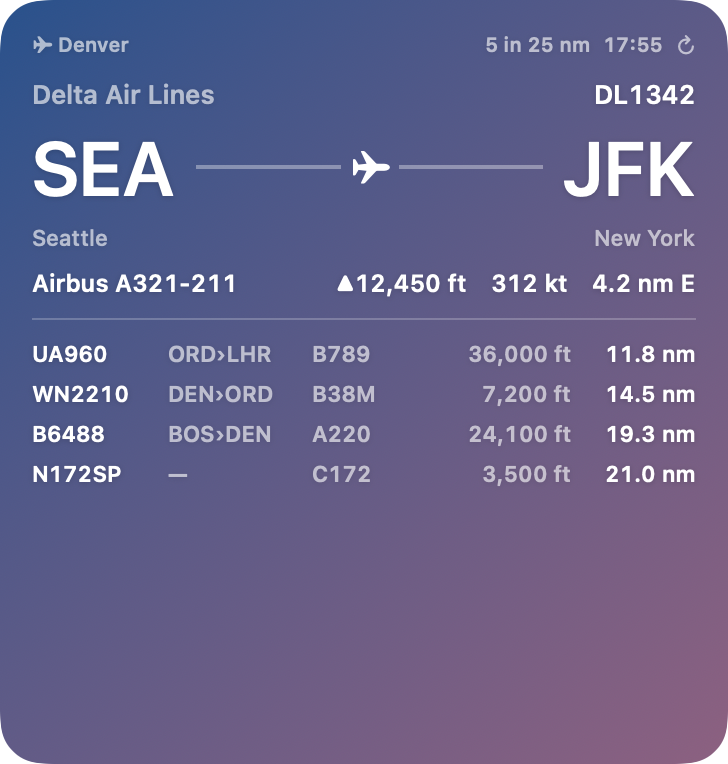 Denver 5 in 25 nm 17:55
Delta Air Lines DL1342
SEA JFK
Seattle New York
Airbus A321-211 ▲12,450 ft 312 kt 4.2 nm E
UA960 ORD›LHR B789 36,000 ft 11.8 nm
WN2210 DEN›ORD B38M 7,200 ft 14.5 nm
B6488 BOS›DEN A220 24,100 ft 19.3 nm
N172SP — C172 3,500 ft 21.0 nm